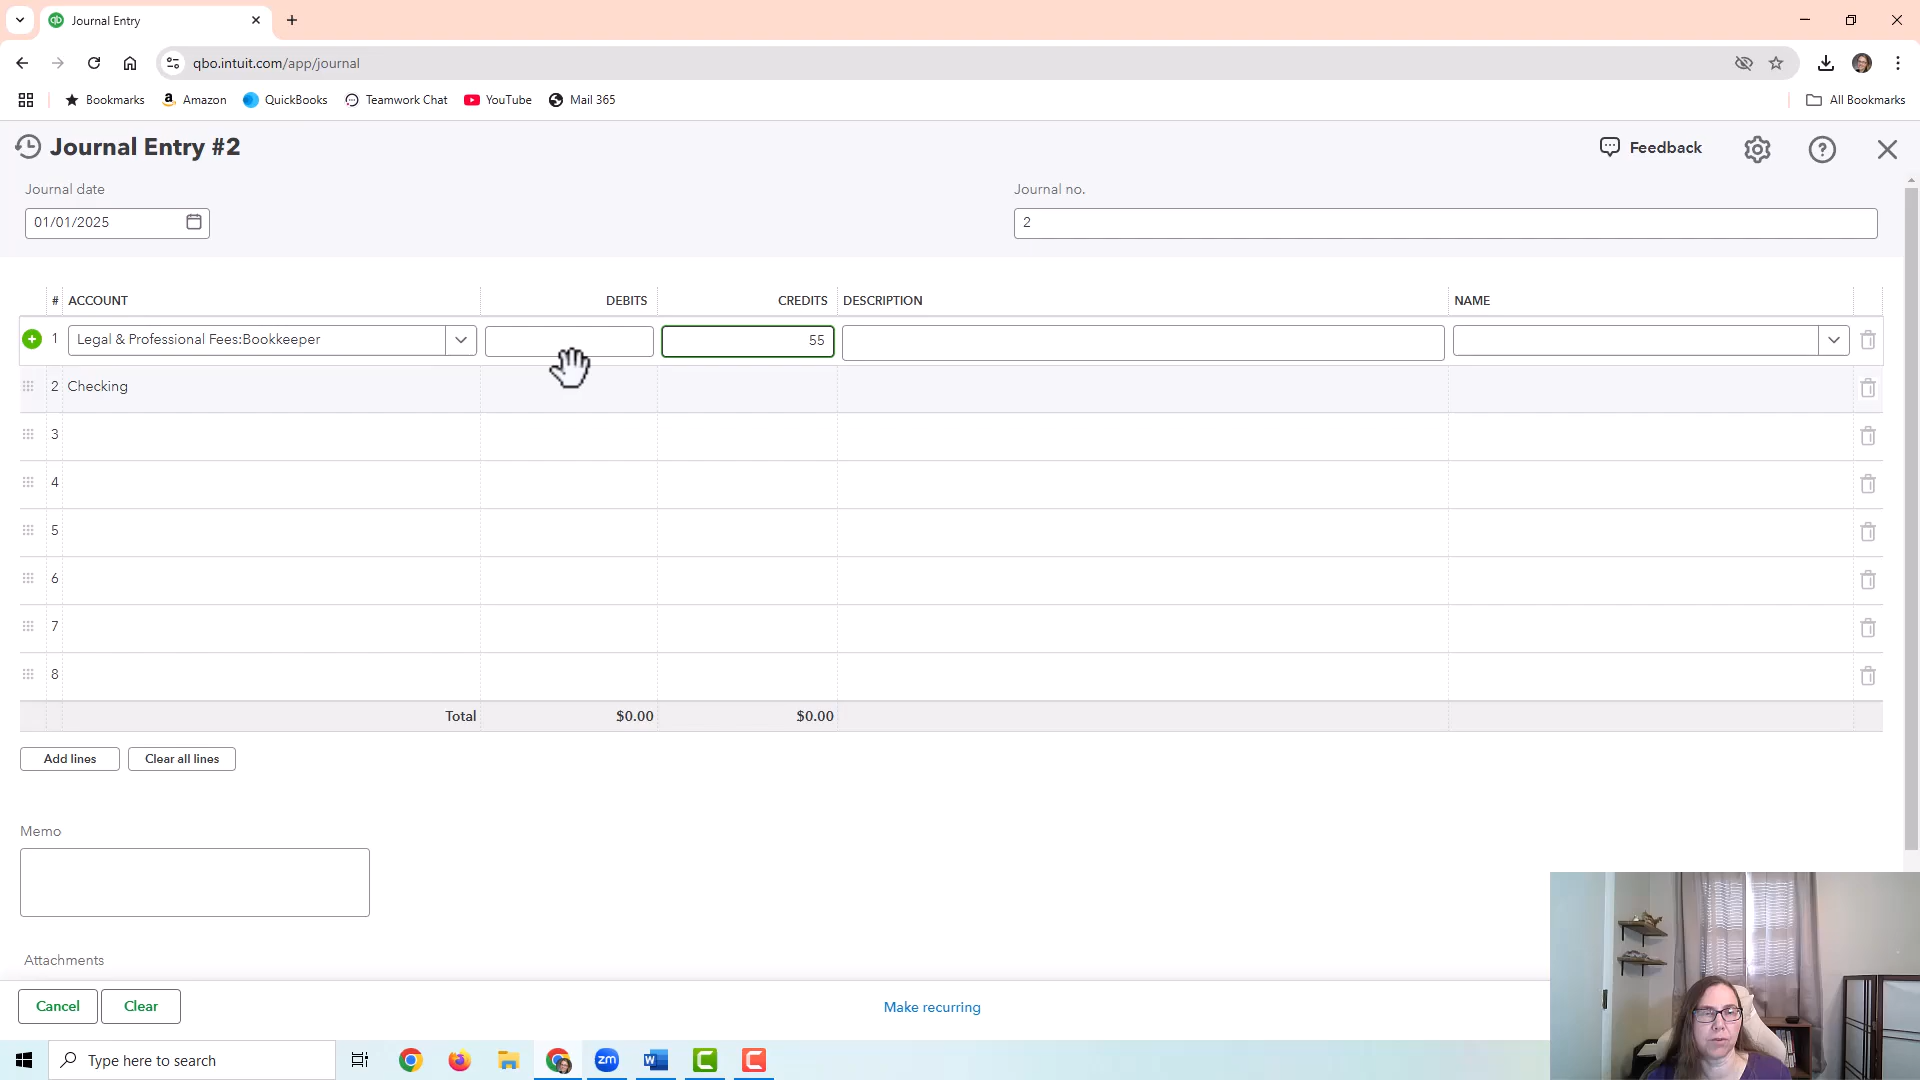 Journal Entry
qbo.intuit.com/app/journal
Bookmarks
Amazon
QuickBooks
Teamwork Chat
YouTube
Mail 365
All Bookmarks
Journal Entry #2
Feedback
Journal date
Journal no.
01/01/2025
2
# ACCOUNT DEBITS CREDITS DESCRIPTION NAME
1 Legal & Professional Fees:Bookkeeper 55
2 Checking
3
4
5
6
7
8
Total $0.00 $0.00
Add lines
Clear all lines
Memo
Attachments
Cancel
Clear
Make recurring
Type here to search
zm
W